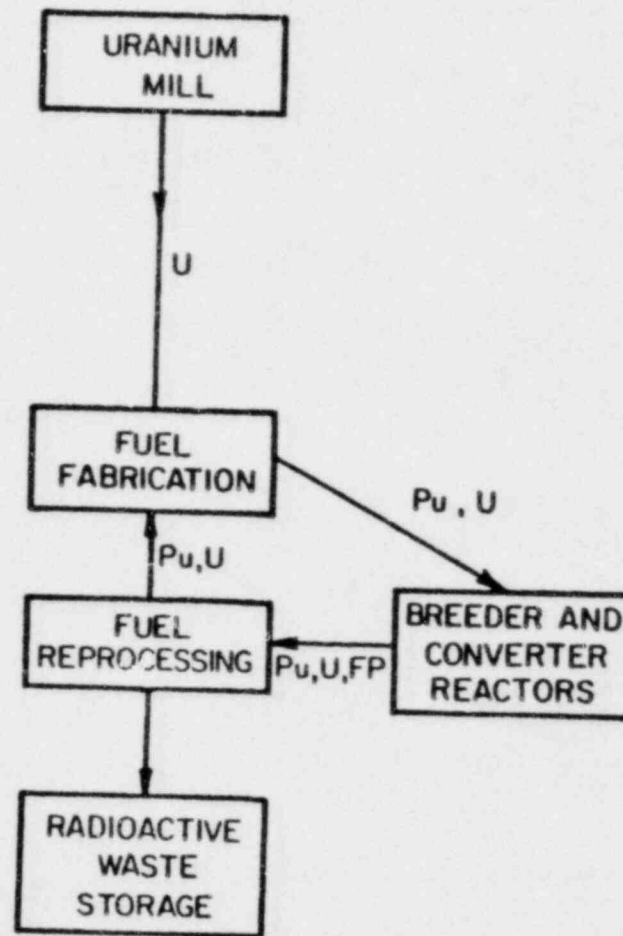 URANIUM
MILL
U
FUEL
FABRICATION
Pu , U
Pu,U
FUEL
REPROCESSING
Pu,U,FP
BREEDER AND
CONVERTER
REACTORS
RADIOACTIVE
WASTE
STORAGE